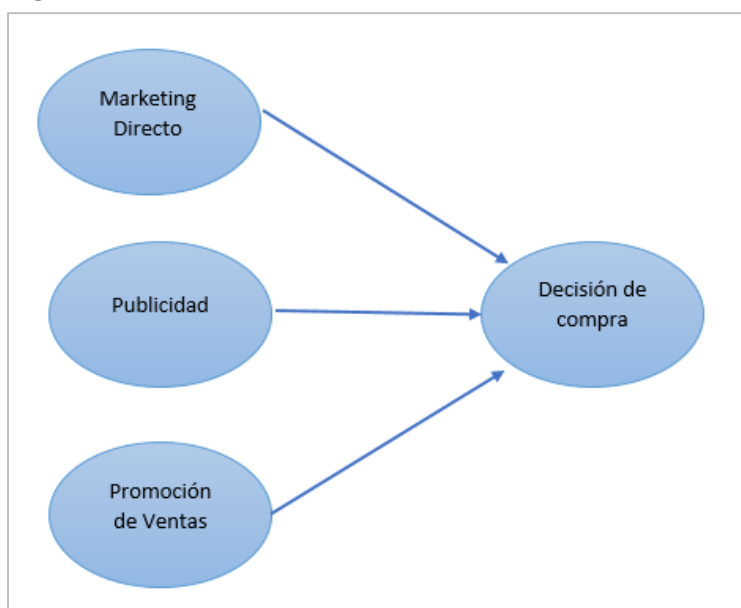 Marketing
Directo
Publicidad
Decisión de
compra
Promoción
de Ventas